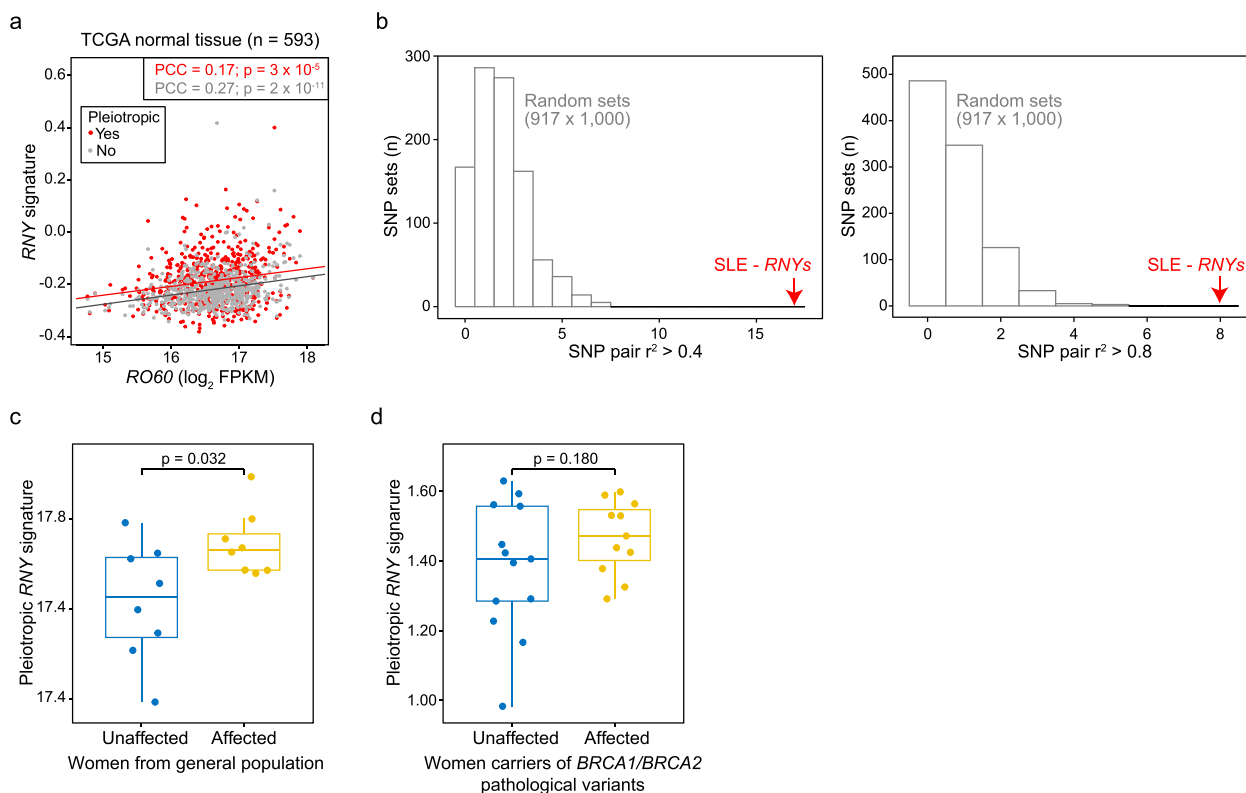 a
TCGA normal tissue (n = 593)
PCC = 0.17; p = 3 x 10⁻⁵
PCC = 0.27; p = 2 x 10⁻¹¹
Pleiotropic
Yes
No
0.6
0.4
0.2
0.0
-0.2
-0.4
RNY signature
15
16
17
18
RO60 (log₂ FPKM)
b
300
200
100
0
SNP sets (n)
Random sets
(917 x 1,000)
SLE - RNYs
0
5
10
15
SNP pair r² > 0.4
500
400
300
200
100
0
SNP sets (n)
Random sets
(917 x 1,000)
SLE - RNYs
0
2
4
6
8
SNP pair r² > 0.8
c
p = 0.032
17.8
17.4
17.4
Pleiotropic RNY signature
Unaffected
Affected
Women from general population
d
p = 0.180
1.60
1.40
1.20
1.00
Pleiotropic RNY signarure
Unaffected
Affected
Women carriers of BRCA1/BRCA2
pathological variants